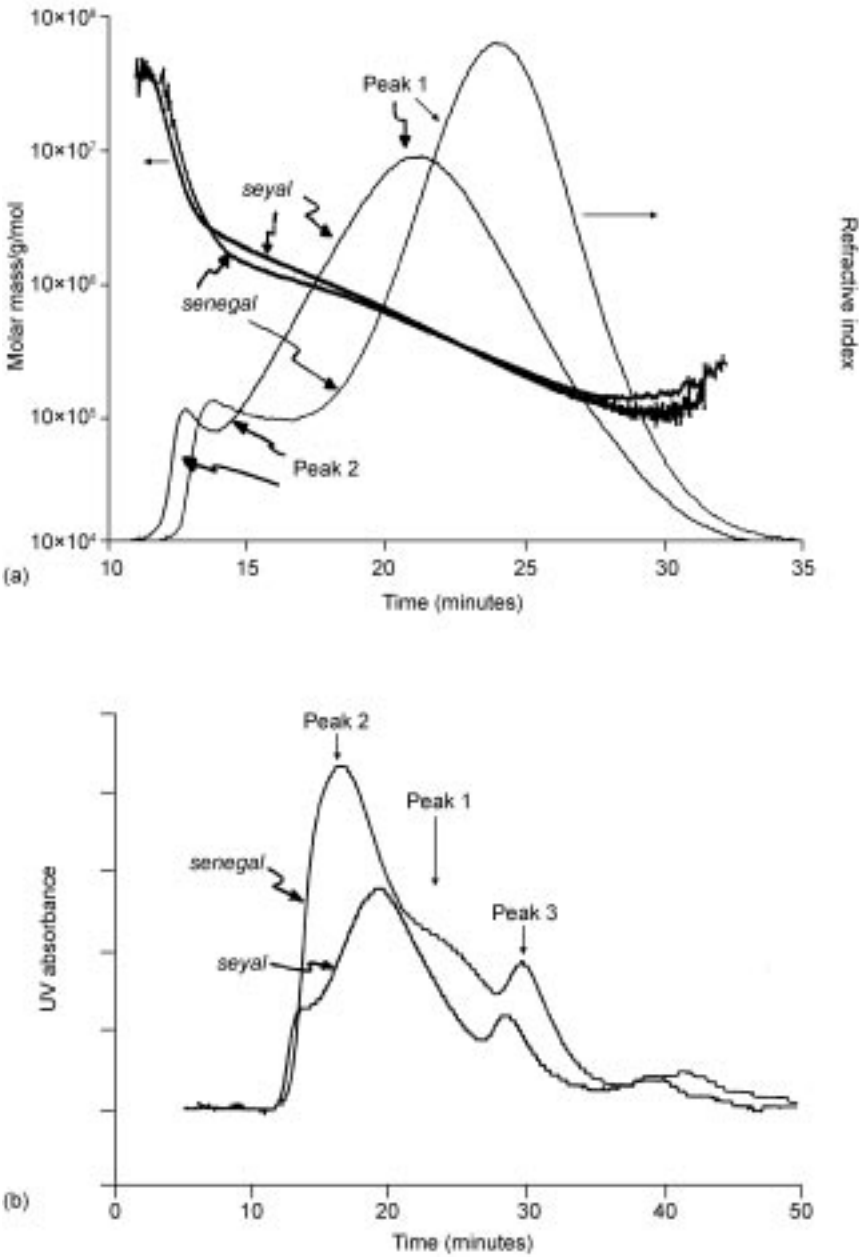 10×10⁸
10×10⁷
10×10⁶
10×10⁵
10×10⁴
Molar mass/g/mol
Refractive index
Peak 1
seyal
senegal
Peak 2
10 15 20 25 30 35
Time (minutes)
(a)
Peak 2
Peak 1
senegal
Peak 3
seyal
UV absorbance
0 10 20 30 40 50
Time (minutes)
(b)